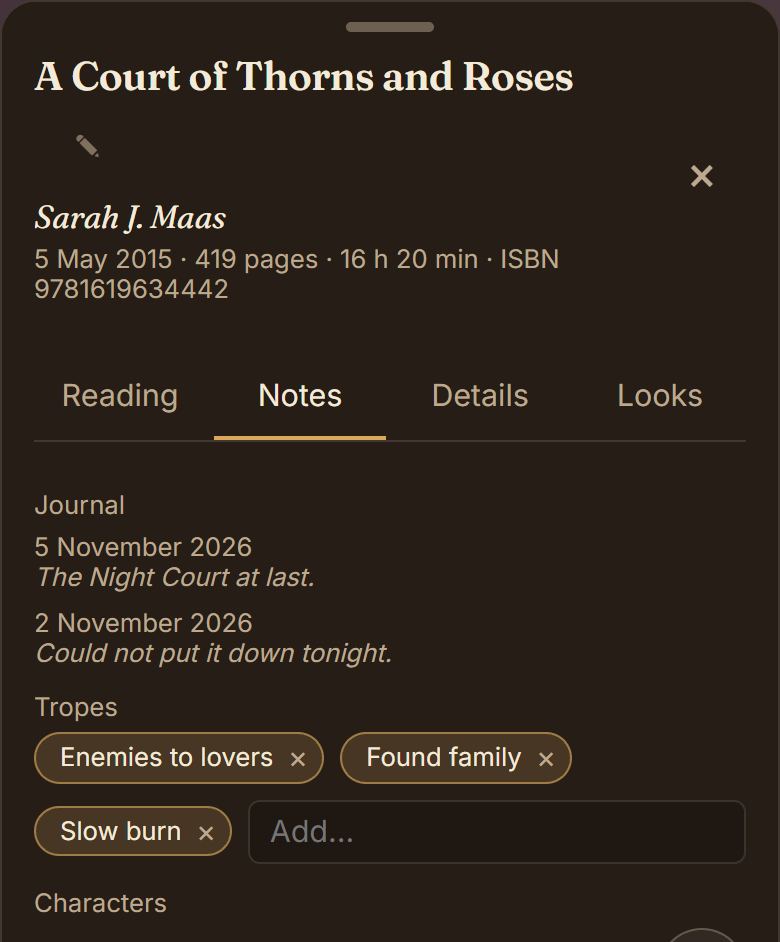 A Court of Thorns and Roses
Sarah J. Maas
5 May 2015 · 419 pages · 16 h 20 min · ISBN
9781619634442
Reading Notes Details Looks
Journal
5 November 2026
The Night Court at last.
2 November 2026
Could not put it down tonight.
Tropes
Enemies to lovers × Found family ×
Slow burn × Add...
Characters